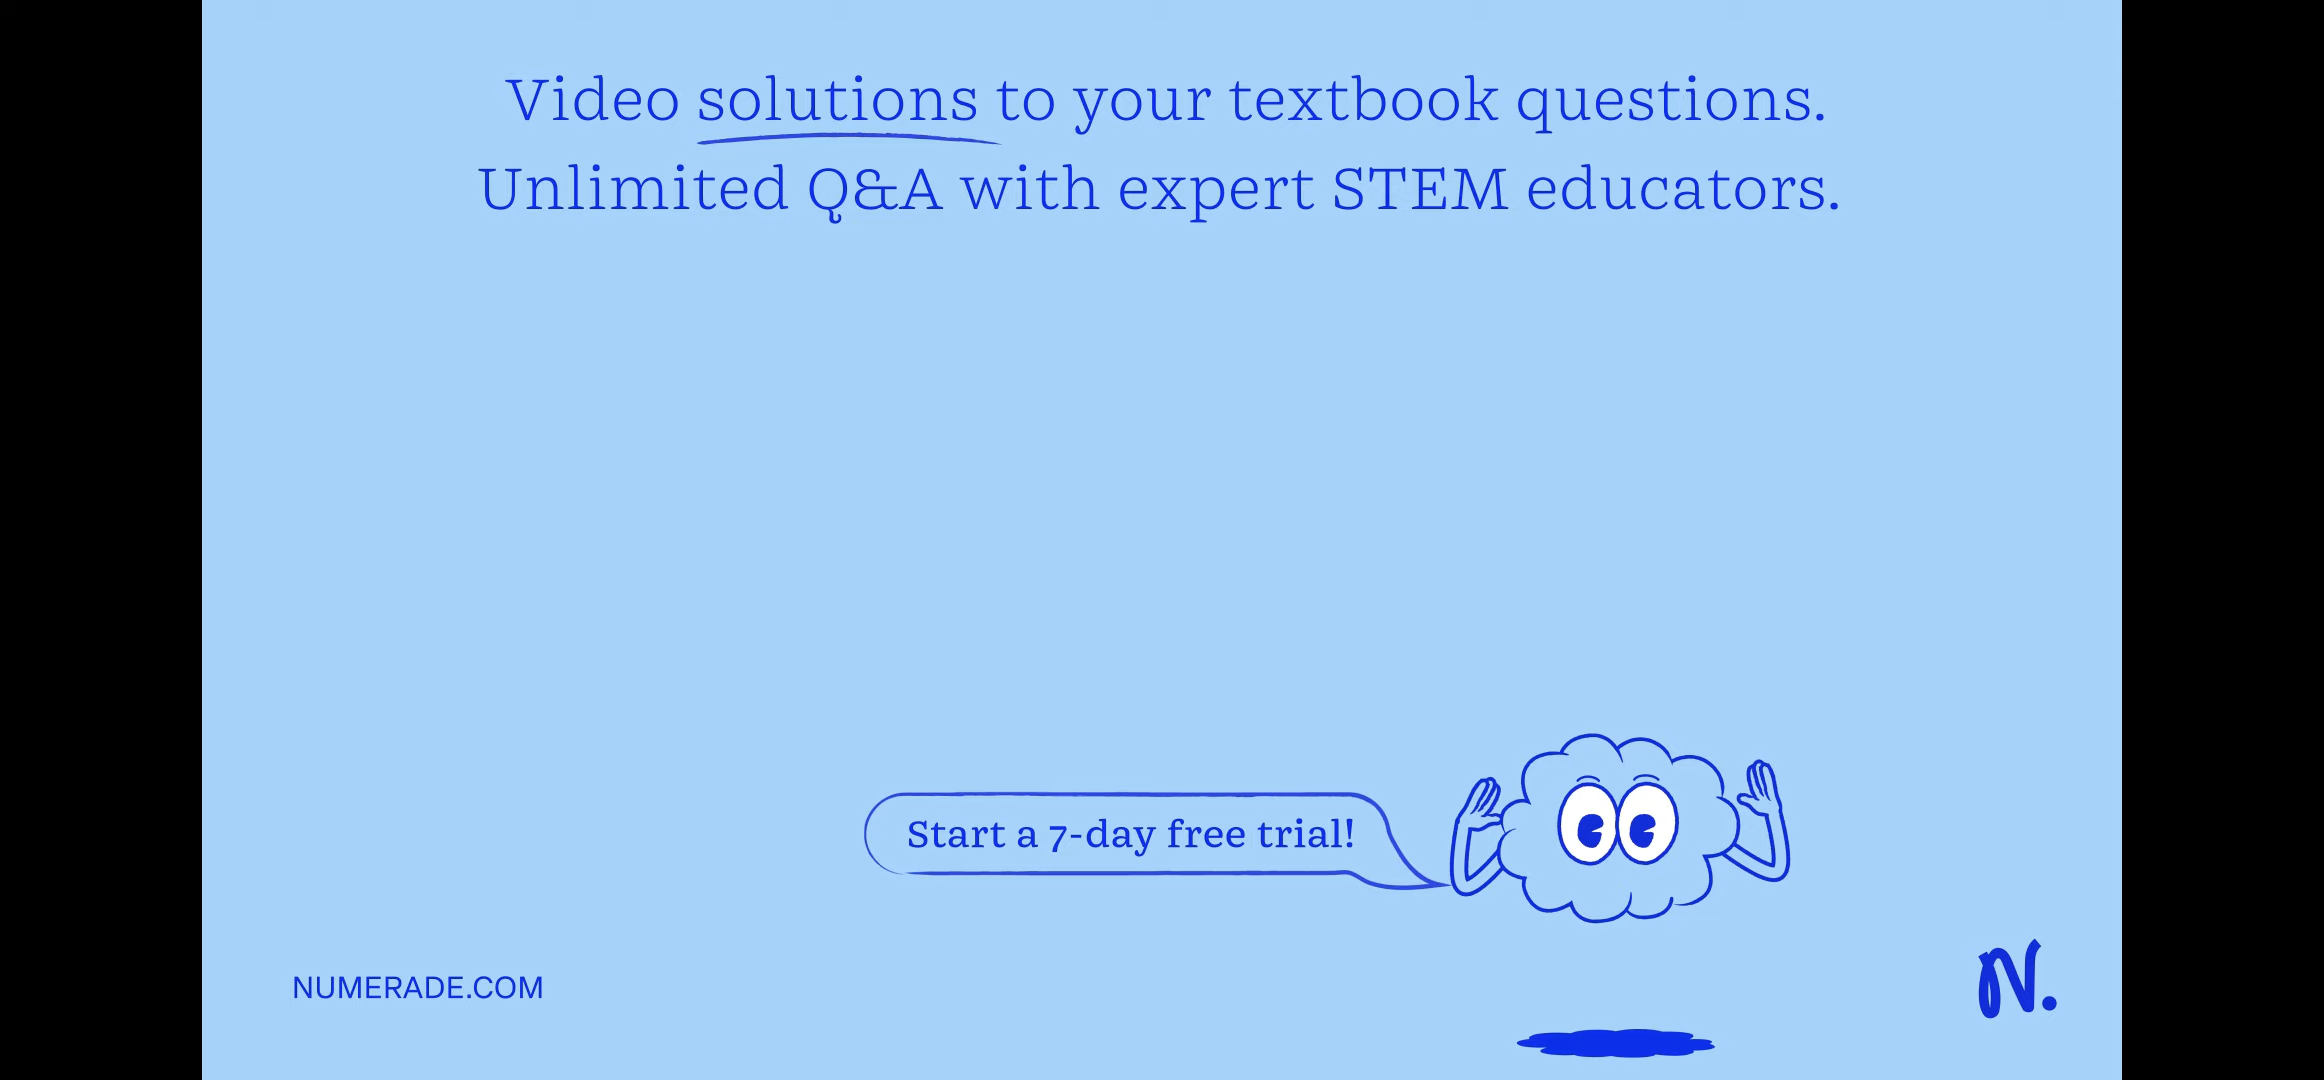 Video solutions to your textbook questions.
Unlimited Q&A with expert STEM educators.
Start a 7-day free trial!
NUMERADE.COM
N.